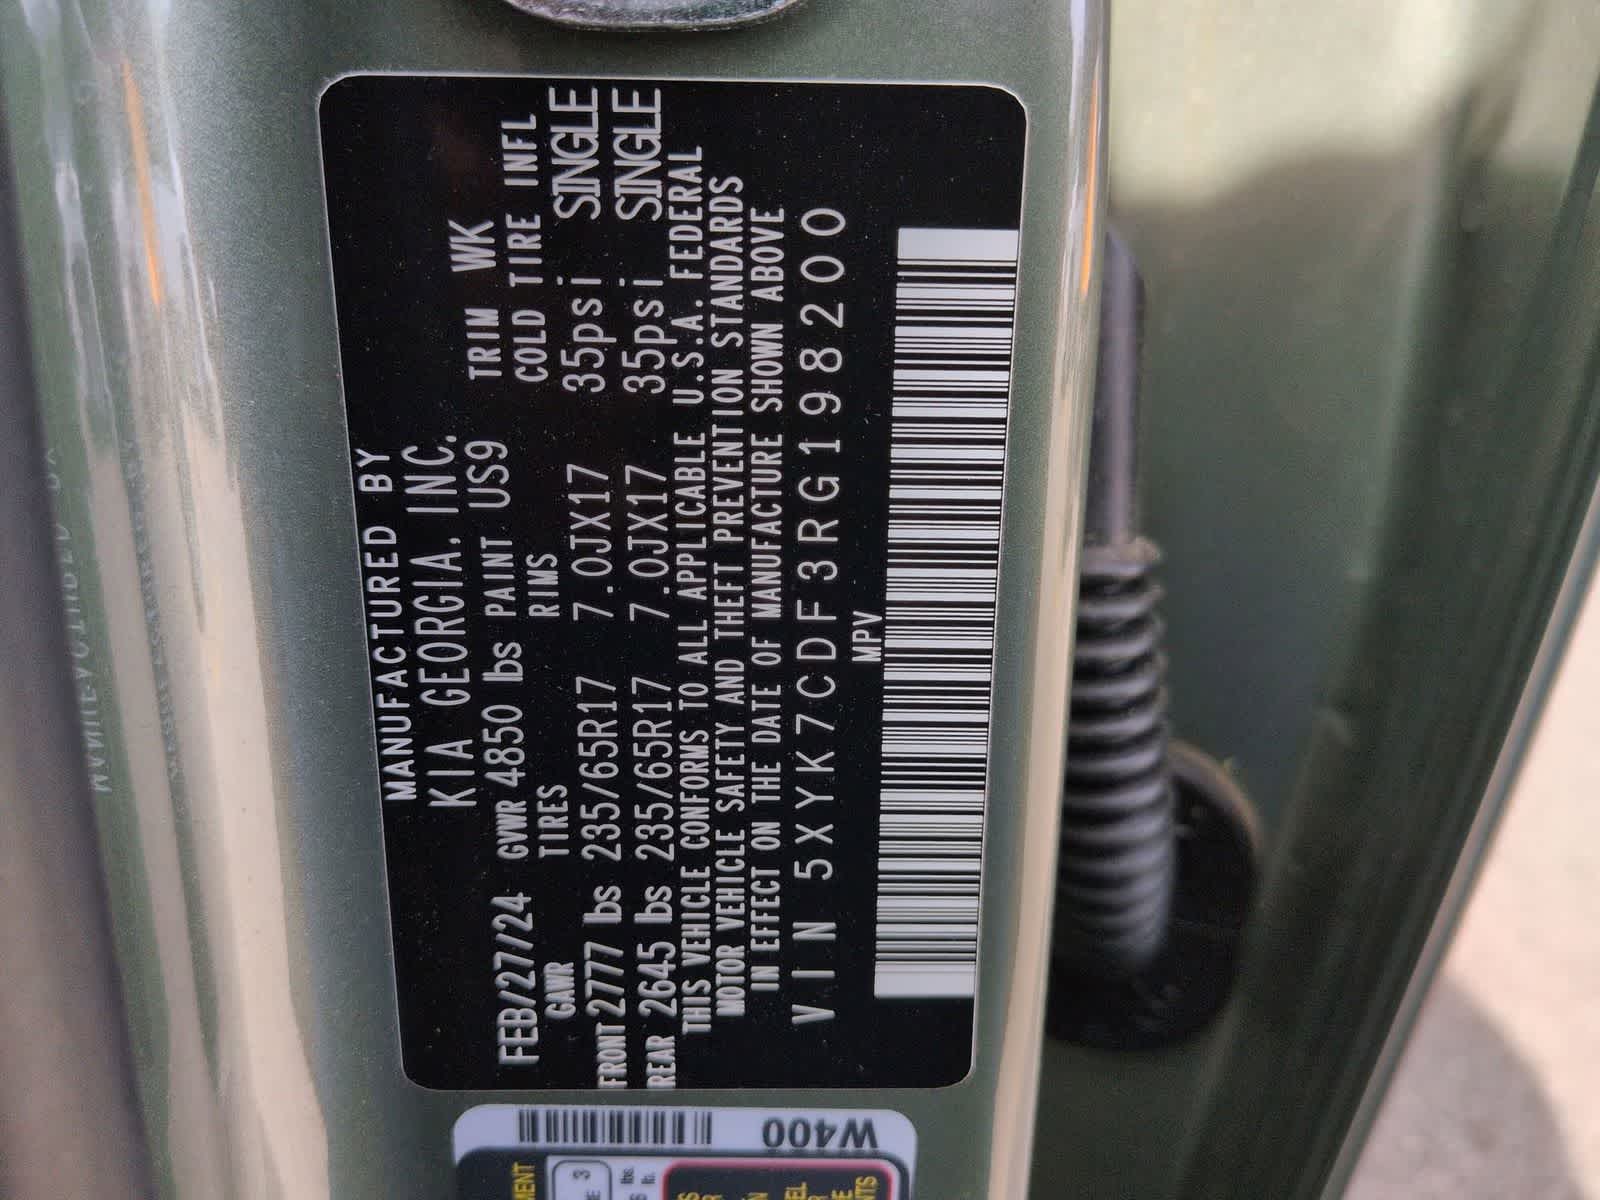 MANUFACTURED BY
KIA GEORGIA, INC.
FEB/27/24 GVWR 4850 lbs PAINT US9 TRIM WK
GAWR TIRES RIMS COLD TIRE INFL
FRONT 2777 lbs 235/65R17 7.0JX17 35psi SINGLE
REAR 2645 lbs 235/65R17 7.0JX17 35psi SINGLE
THIS VEHICLE CONFORMS TO ALL APPLICABLE U.S.A. FEDERAL
MOTOR VEHICLE SAFETY AND THEFT PREVENTION STANDARDS
IN EFFECT ON THE DATE OF MANUFACTURE SHOWN ABOVE
VIN 5XYK7CDF3RG198200
MPV
W400